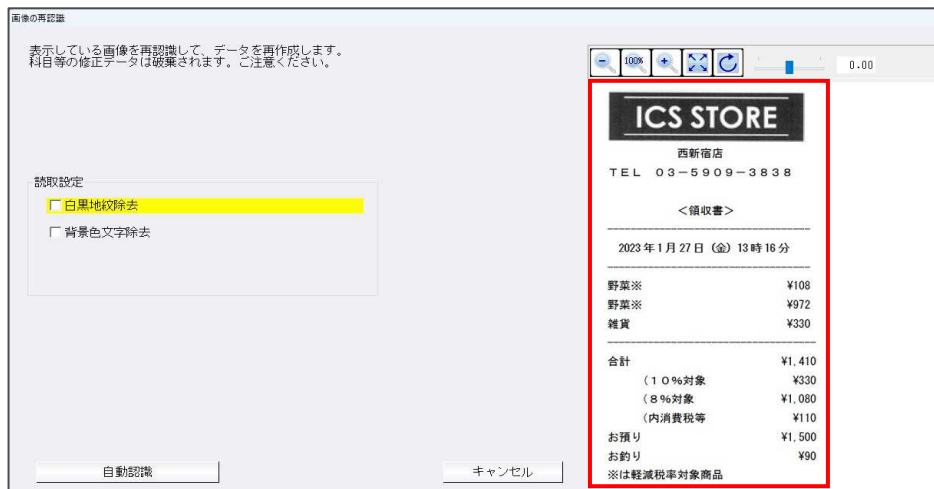 画像の再認識
表示している画像を再認識して、データを再作成します。
科目等の修正データは破棄されます。ご注意ください。
100%
0.00
読取設定
白黒地紋除去
背景色文字除去
自動認識
キャンセル
ICS STORE
西新宿店
TEL 03-5909-3838
<領収書>
2023年1月27日(金)13時16分
野菜※ ¥108
野菜※ ¥972
雑貨 ¥330
合計 ¥1,410
(10%対象 ¥330
(8%対象 ¥1,080
(内消費税等 ¥110
お預り ¥1,500
お釣り ¥90
※は軽減税率対象商品